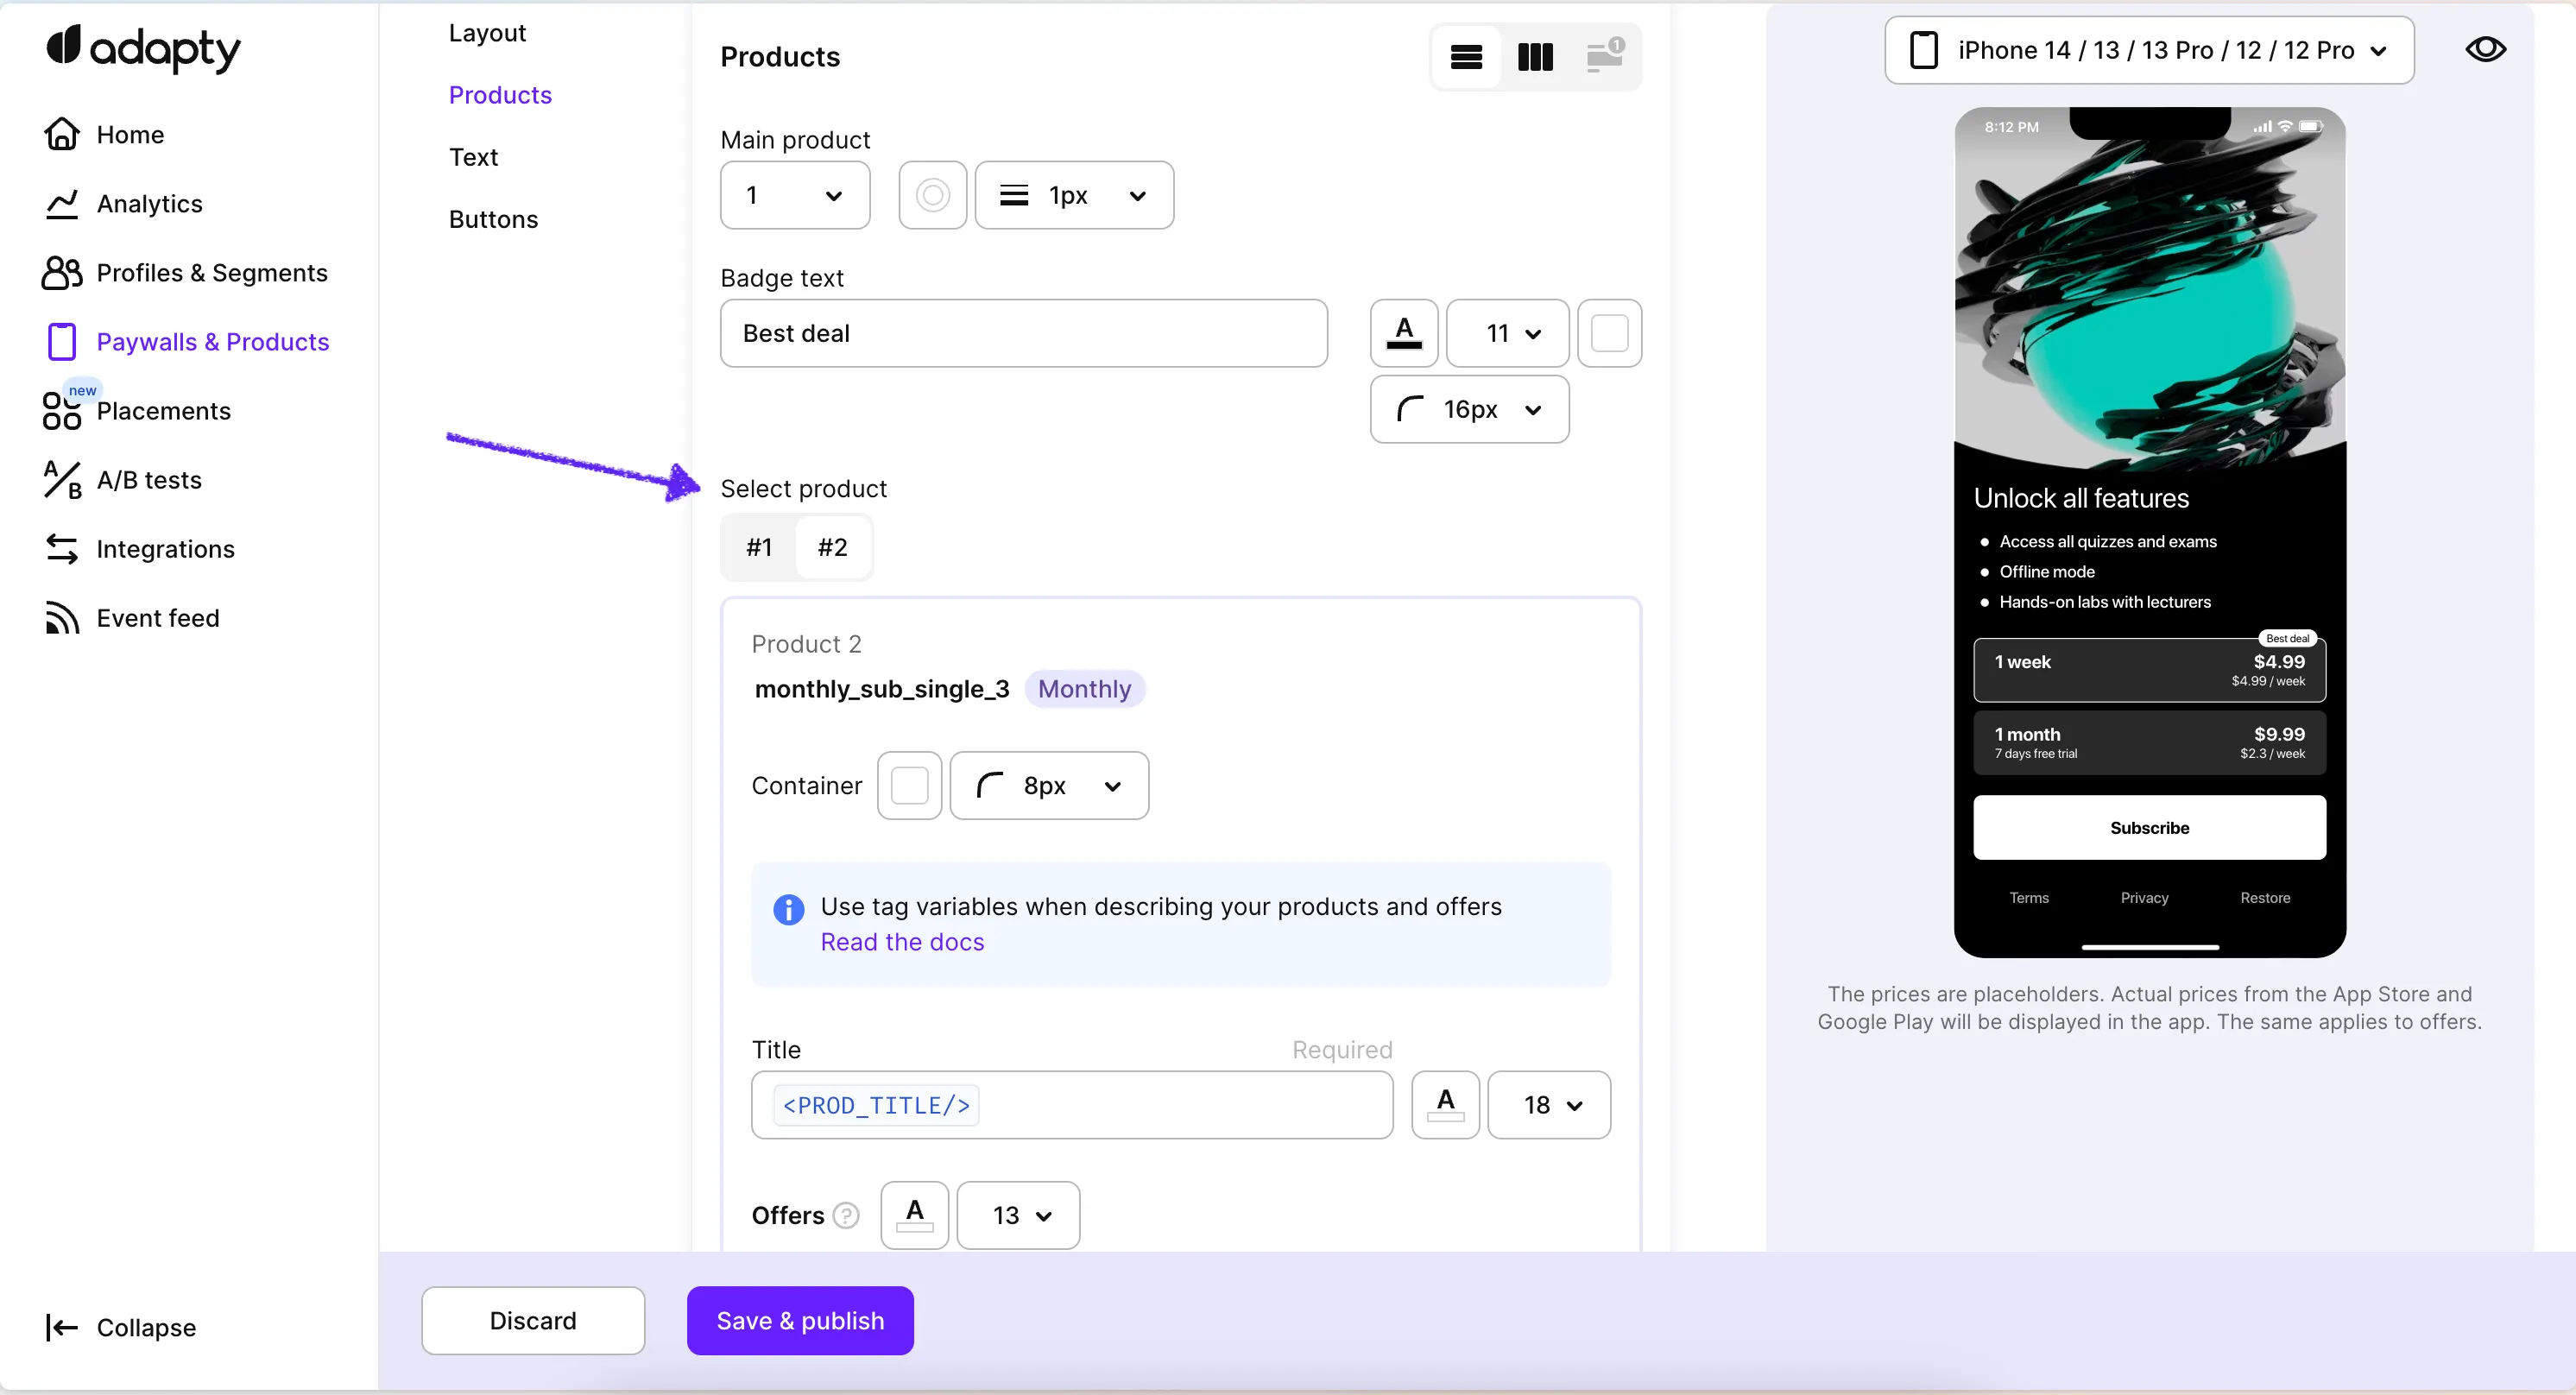 adapty
Home
Analytics
Profiles & Segments
Paywalls & Products
new
Placements
A/B
A/B tests
Integrations
Event feed
Collapse
Layout
Products
Text
Buttons
Products
1
Main product
1
1px
Badge text
Best deal
A
11
16px
Select product
#1 #2
Product 2
monthly_sub_single_3 Monthly
Container
8px
Use tag variables when describing your products and offers
Read the docs
Title
Required
<PROD_TITLE/>
A
18
Offers ?
A
13
Discard
Save & publish
iPhone 14 / 13 / 13 Pro / 12 / 12 Pro
8:12 PM
Unlock all features
Access all quizzes and exams
Offline mode
Hands-on labs with lecturers
Best deal
1 week $4.99
$4.99 / week
1 month $9.99
7 days free trial $2.3 / week
Subscribe
Terms Privacy Restore
The prices are placeholders. Actual prices from the App Store and
Google Play will be displayed in the app. The same applies to offers.